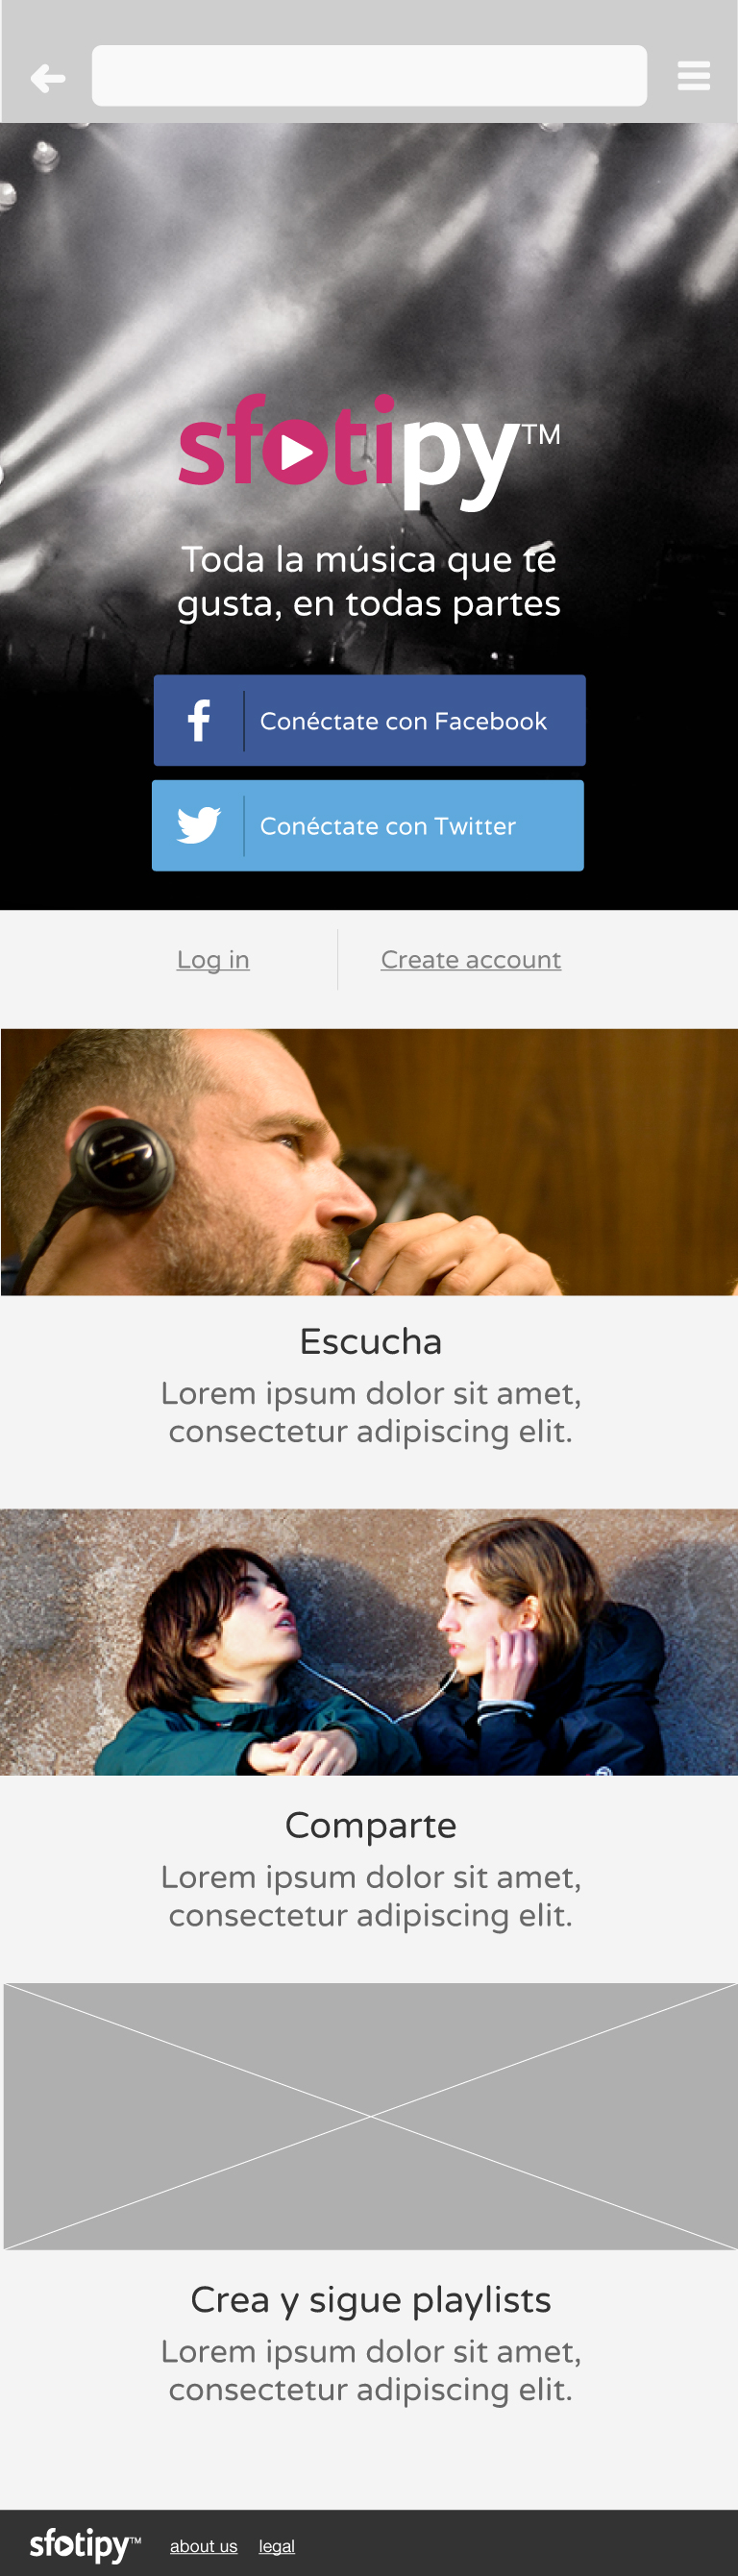 sfotipy™
Toda la música que te
gusta, en todas partes
Conéctate con Facebook
Conéctate con Twitter
Log in
Create account
Escucha
Lorem ipsum dolor sit amet,
consectetur adipiscing elit.
Comparte
Lorem ipsum dolor sit amet,
consectetur adipiscing elit.
Crea y sigue playlists
Lorem ipsum dolor sit amet,
consectetur adipiscing elit.
sfotipy™ about us legal